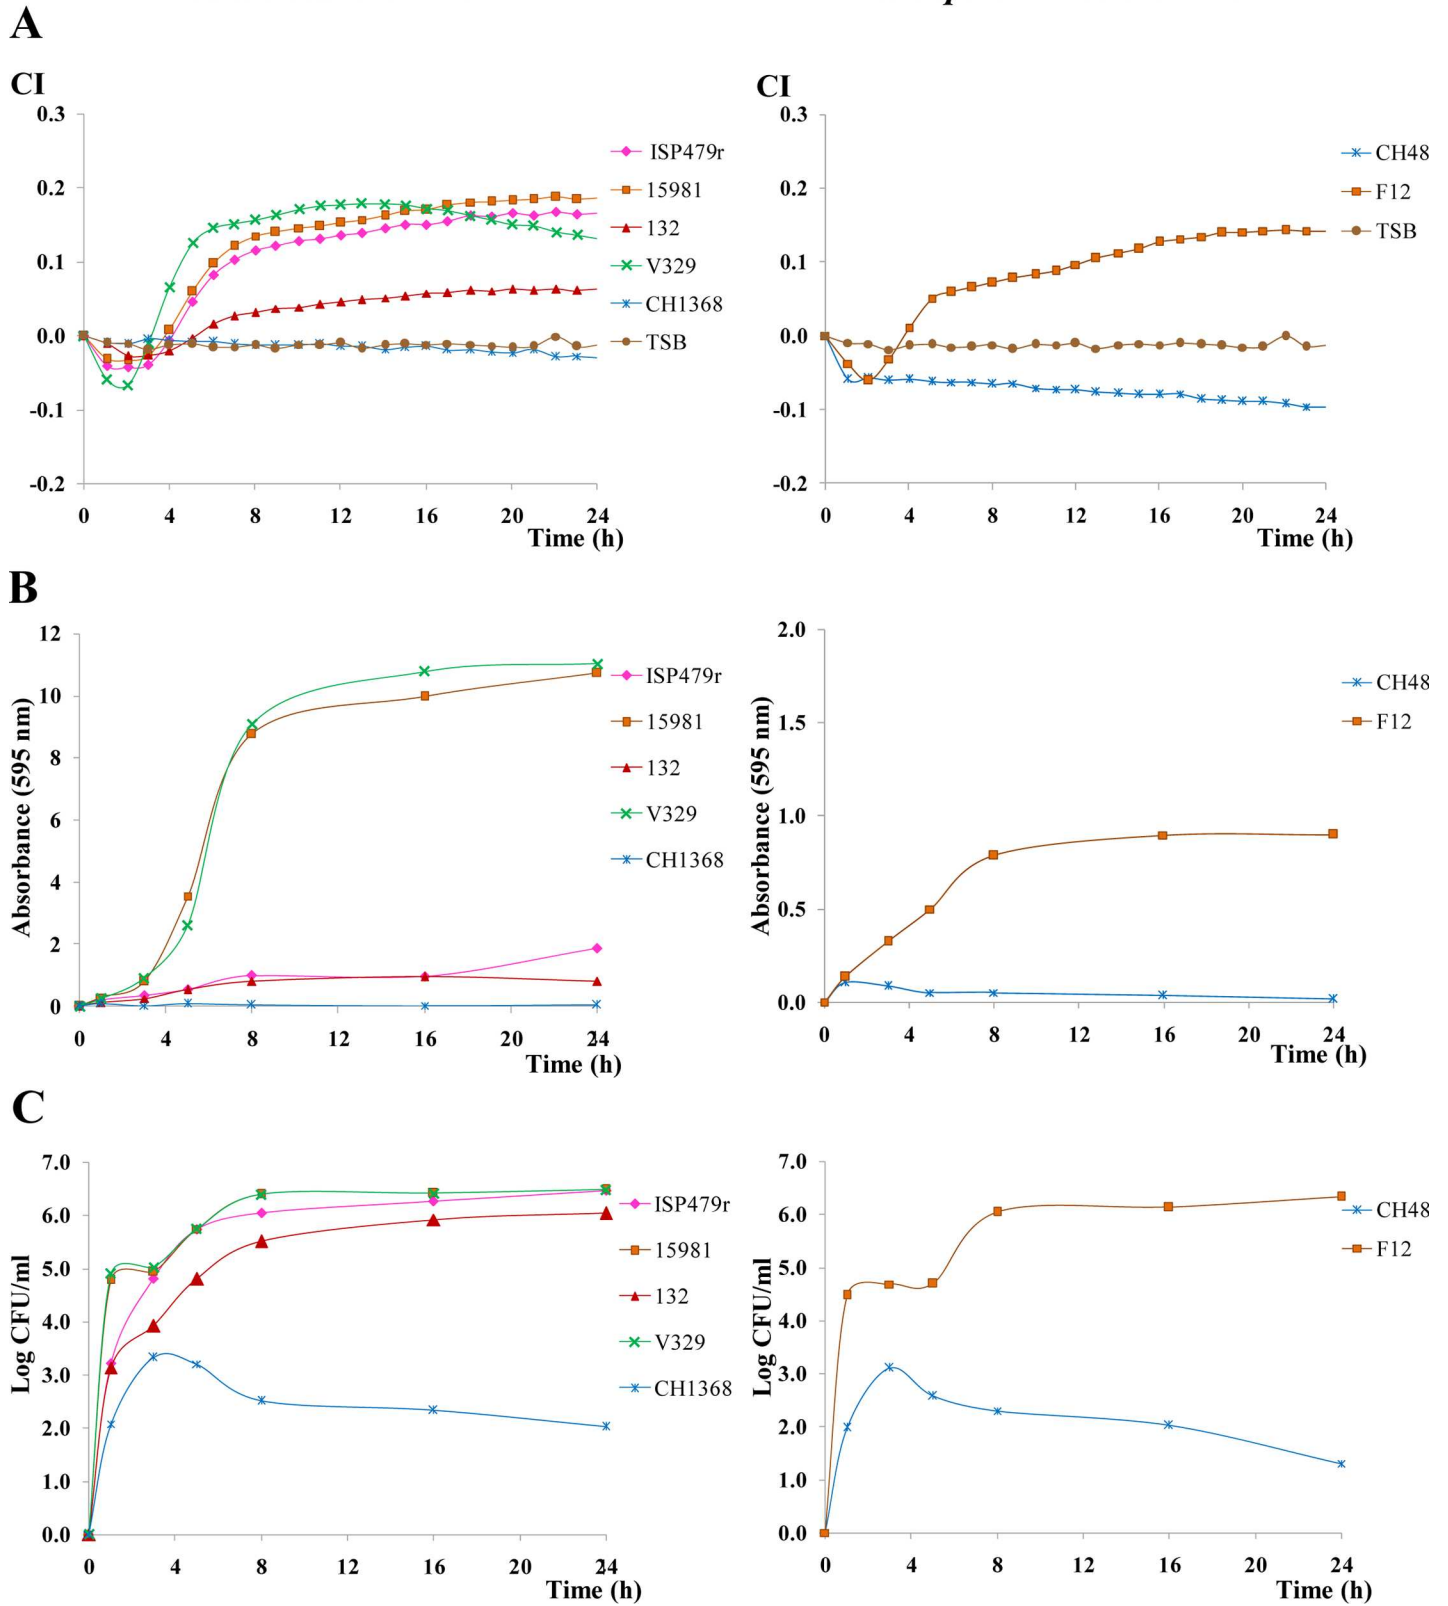 A
CI
0.3
0.2
0.1
0.0
-0.1
-0.2
0 4 8 12 16 20 24
Time (h)
ISP479r
15981
132
V329
CH1368
TSB
CI
0.3
0.2
0.1
0.0
-0.1
-0.2
0 4 8 12 16 20 24
Time (h)
CH48
F12
TSB
B
Absorbance (595 nm)
12
10
8
6
4
2
0
0 4 8 12 16 20 24
Time (h)
ISP479r
15981
132
V329
CH1368
Absorbance (595 nm)
2.0
1.5
1.0
0.5
0.0
0 4 8 12 16 20 24
Time (h)
CH48
F12
C
Log CFU/ml
7.0
6.0
5.0
4.0
3.0
2.0
1.0
0.0
0 4 8 12 16 20 24
Time (h)
ISP479r
15981
132
V329
CH1368
Log CFU/ml
7.0
6.0
5.0
4.0
3.0
2.0
1.0
0.0
0 4 8 12 16 20 24
Time (h)
CH48
F12